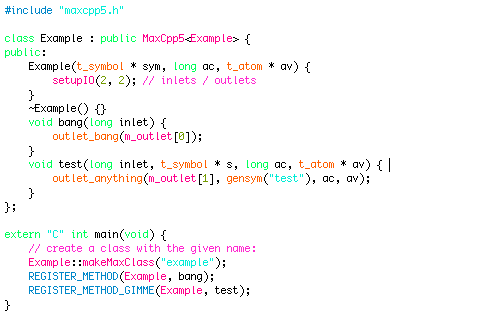 #include "maxcpp5.h"

class Example : public MaxCpp5<Example> {
public:
    Example(t_symbol * sym, long ac, t_atom * av) {
        setupIO(2, 2); // inlets / outlets
    }
    ~Example() {}
    void bang(long inlet) {
        outlet_bang(m_outlet[0]);
    }
    void test(long inlet, t_symbol * s, long ac, t_atom * av) {
        outlet_anything(m_outlet[1], gensym("test"), ac, av);
    }
};

extern "C" int main(void) {
    // create a class with the given name:
    Example::makeMaxClass("example");
    REGISTER_METHOD(Example, bang);
    REGISTER_METHOD_GIMME(Example, test);
}